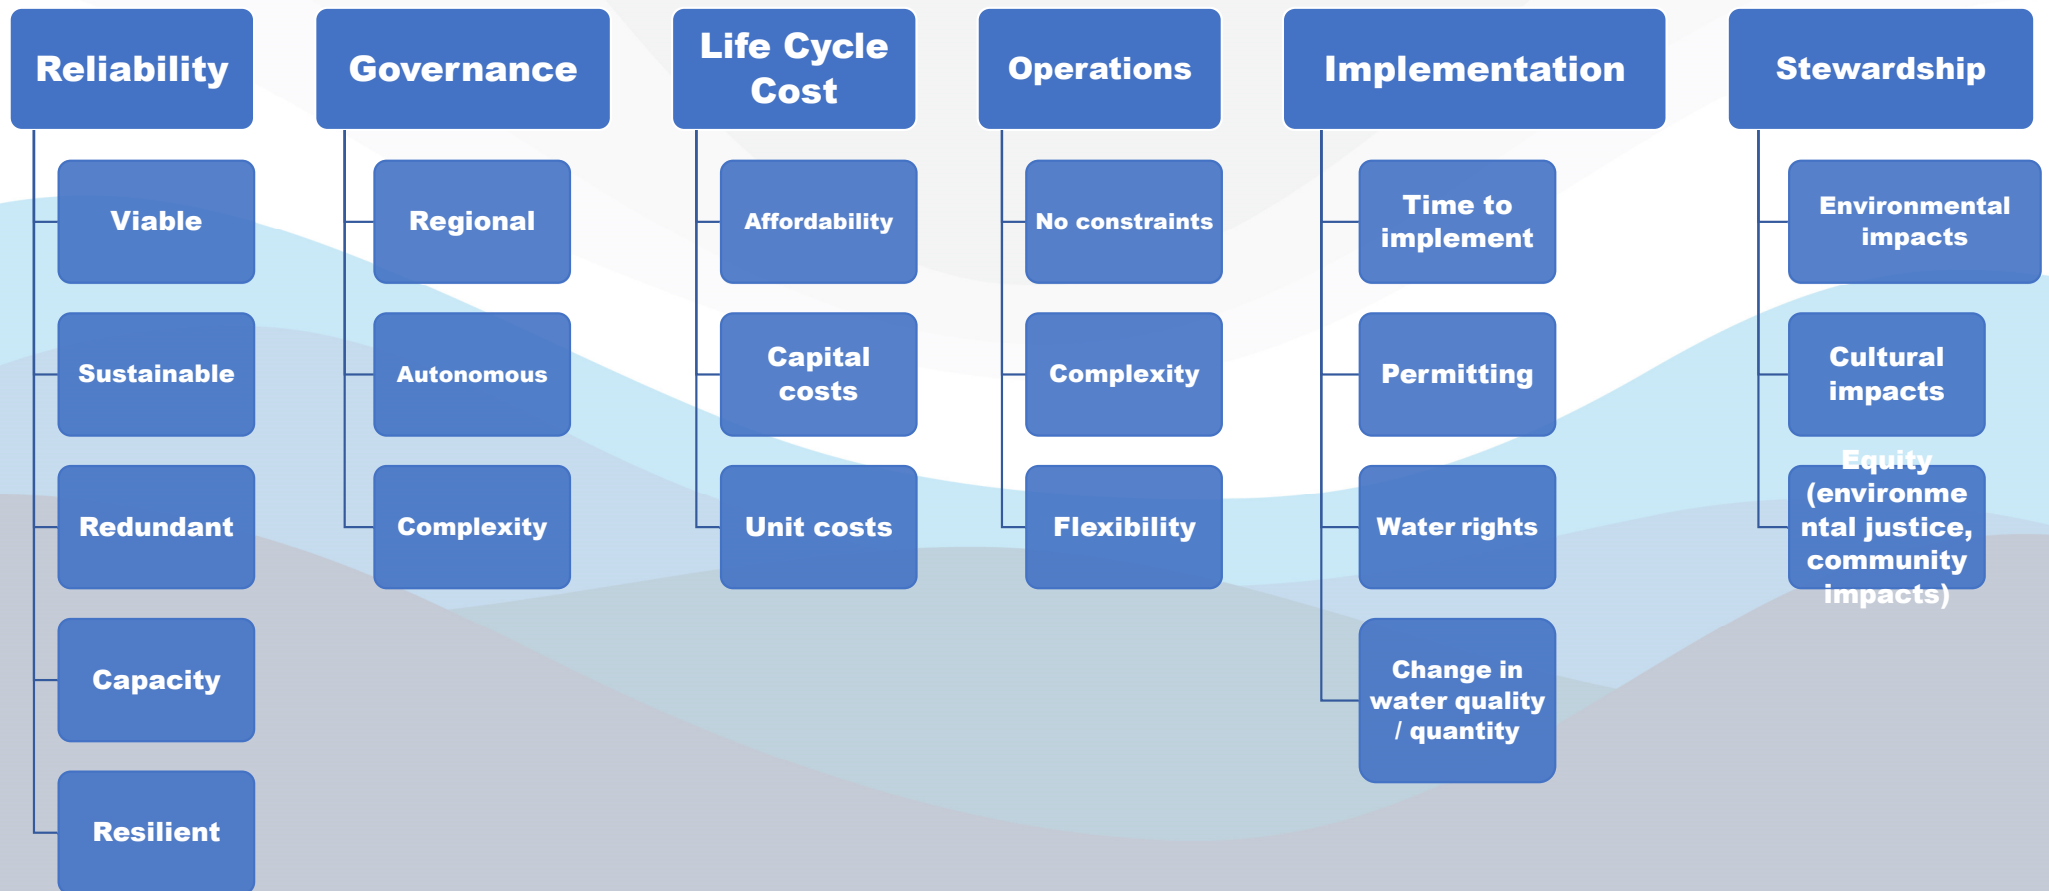 Reliability
Viable
Sustainable
Redundant
Capacity
Resilient
Governance
Regional
Autonomous
Complexity
Life Cycle
Cost
Affordability
Capital
costs
Unit costs
Operations
No constraints
Complexity
Flexibility
Implementation
Time to
implement
Permitting
Water rights
Change in
water quality
/ quantity
Stewardship
Environmental
impacts
Cultural
impacts
Equity
(environme
ntal justice,
community
impacts)